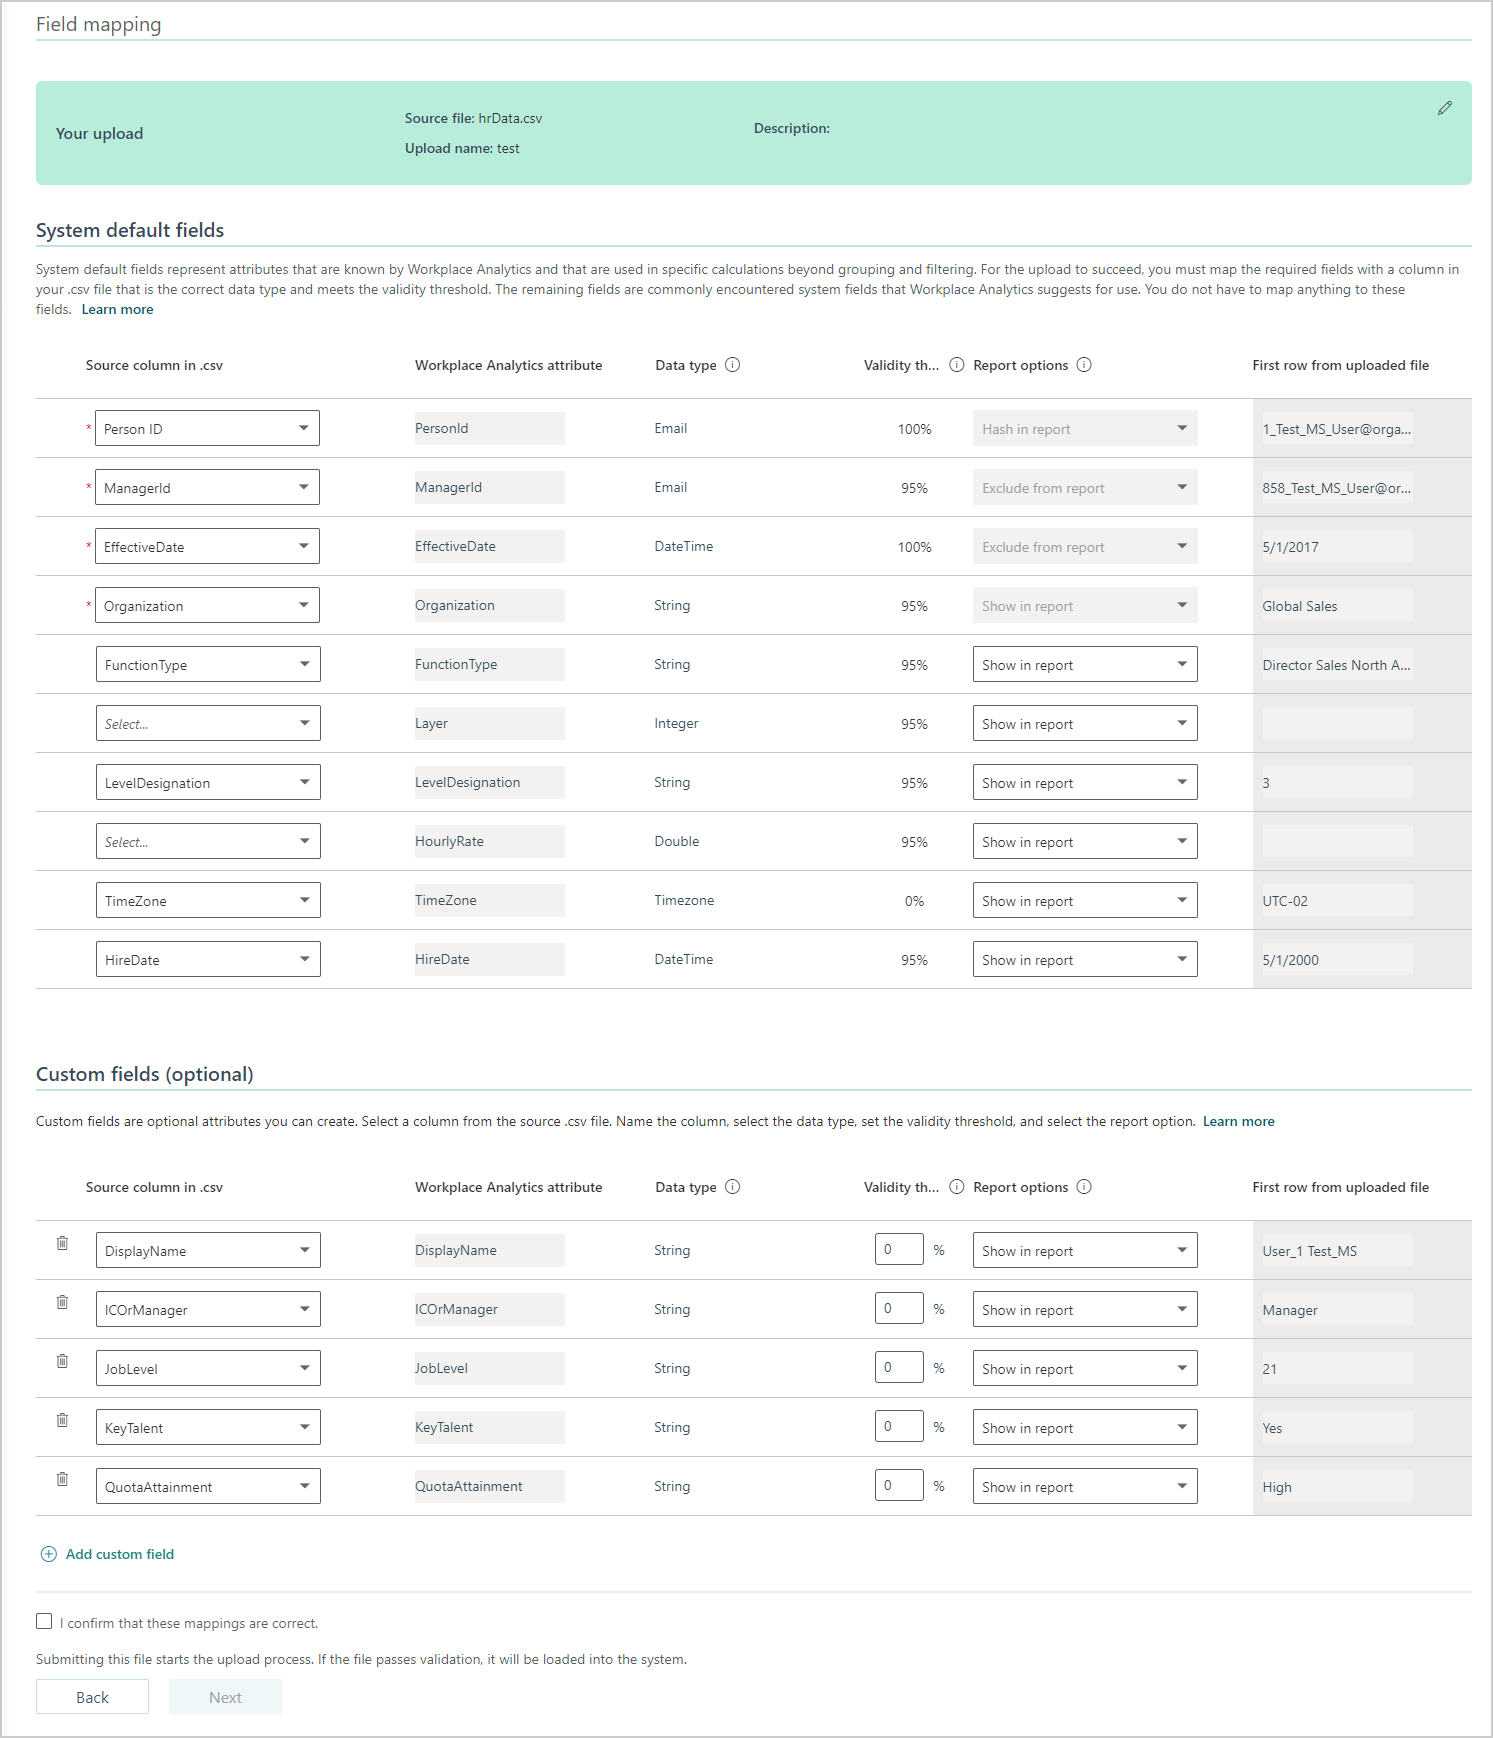 Field mapping
Your upload
Source file: hrData.csv
Upload name: test
Description:
System default fields
System default fields represent attributes that are known by Workplace Analytics and that are used in specific calculations beyond grouping and filtering. For the upload to succeed, you must map the required fields with a column in
your .csv file that is the correct data type and meets the validity threshold. The remaining fields are commonly encountered system fields that Workplace Analytics suggests for use. You do not have to map anything to these
fields. Learn more
Source column in .csv Workplace Analytics attribute Data type Validity th... Report options First row from uploaded file
* Person ID PersonId Email 100% Hash in report 1_Test_MS_User@orga...
* ManagerId ManagerId Email 95% Exclude from report 858_Test_MS_User@or...
* EffectiveDate EffectiveDate DateTime 100% Exclude from report 5/1/2017
* Organization Organization String 95% Show in report Global Sales
FunctionType FunctionType String 95% Show in report Director Sales North A...
Select... Layer Integer 95% Show in report
LevelDesignation LevelDesignation String 95% Show in report 3
Select... HourlyRate Double 95% Show in report
TimeZone TimeZone Timezone 0% Show in report UTC-02
HireDate HireDate DateTime 95% Show in report 5/1/2000
Custom fields (optional)
Custom fields are optional attributes you can create. Select a column from the source .csv file. Name the column, select the data type, set the validity threshold, and select the report option. Learn more
Source column in .csv Workplace Analytics attribute Data type Validity th... Report options First row from uploaded file
DisplayName DisplayName String 0 % Show in report User_1 Test_MS
ICOrManager ICOrManager String 0 % Show in report Manager
JobLevel JobLevel String 0 % Show in report 21
KeyTalent KeyTalent String 0 % Show in report Yes
QuotaAttainment QuotaAttainment String 0 % Show in report High
Add custom field
I confirm that these mappings are correct.
Submitting this file starts the upload process. If the file passes validation, it will be loaded into the system.
Back Next